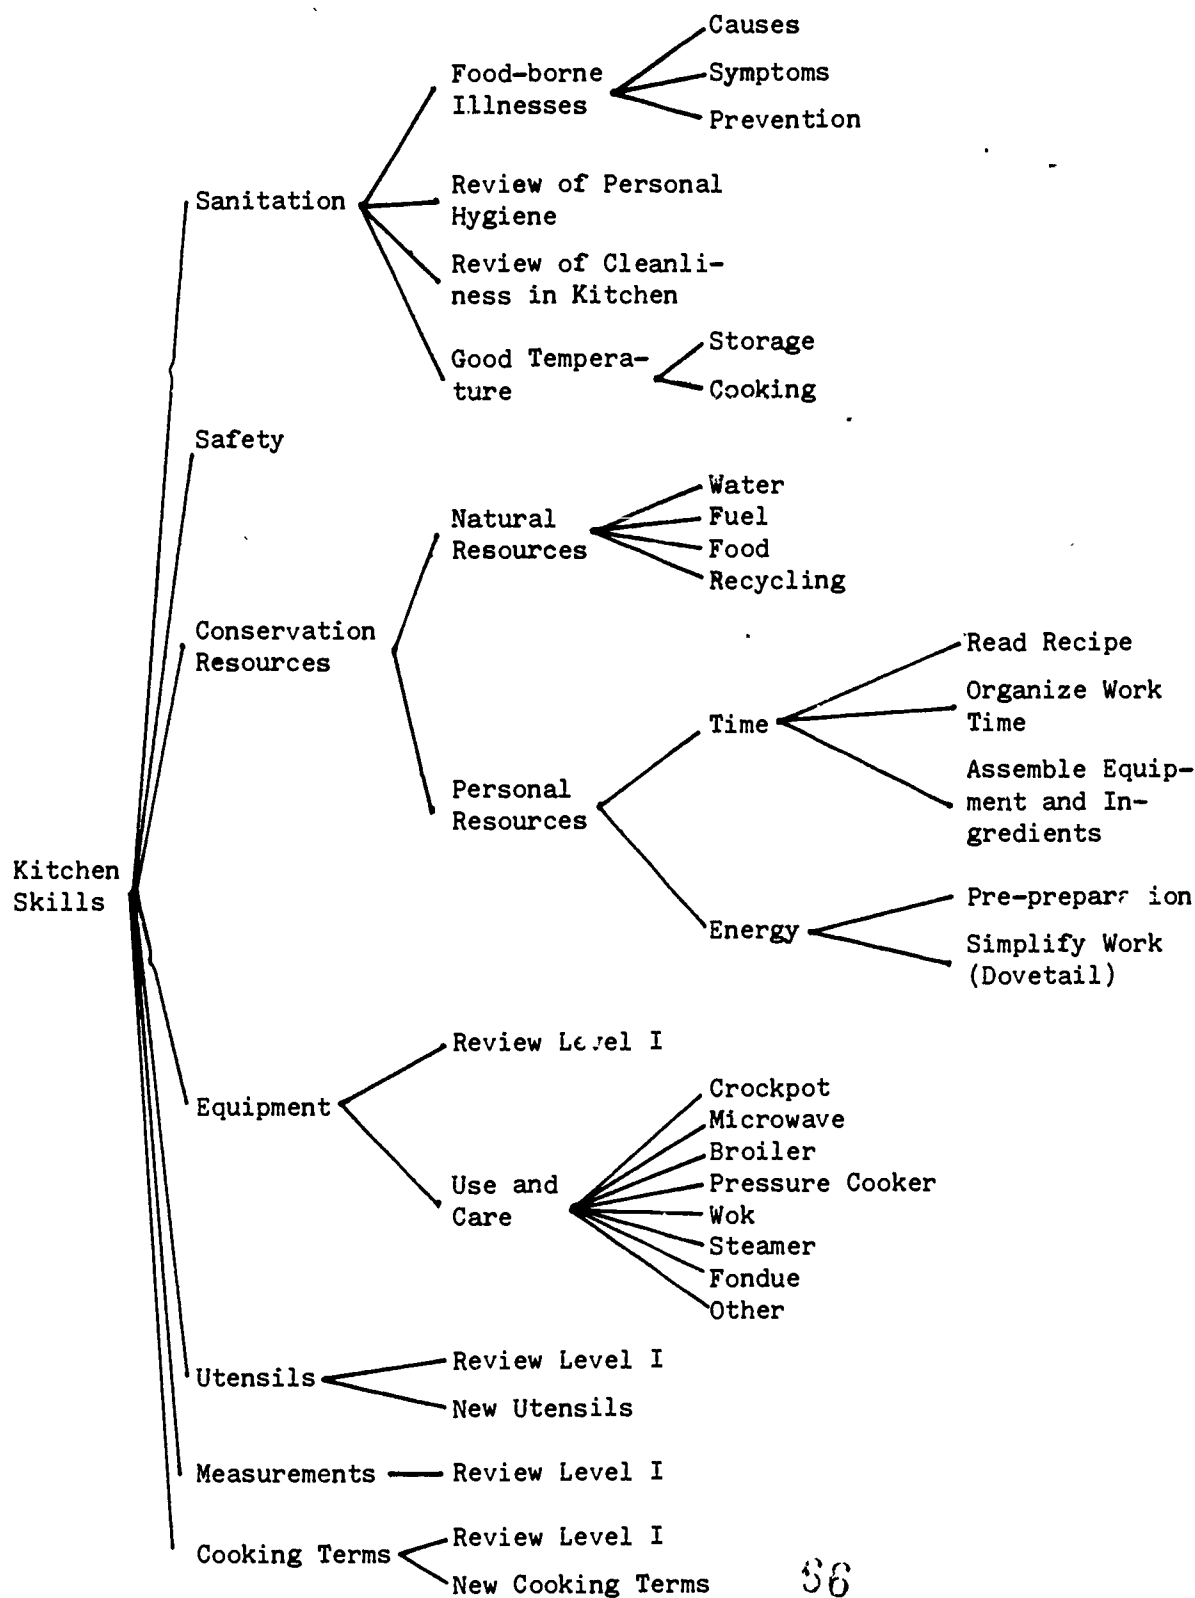 Causes
Food-borne
Illnesses
Symptoms
Prevention
Sanitation
Review of Personal
Hygiene
Review of Cleanli-
ness in Kitchen
Good Tempera-
ture
Storage
Cooking
Safety
Conservation
Resources
Natural
Resources
Water
Fuel
Food
Recycling
Personal
Resources
Time
Read Recipe
Organize Work
Time
Assemble Equip-
ment and In-
gredients
Energy
Pre-preparation
Simplify Work
(Dovetail)
Kitchen
Skills
Equipment
Review Level I
Use and
Care
Crockpot
Microwave
Broiler
Pressure Cooker
Wok
Steamer
Fondue
Other
Utensils
Review Level I
New Utensils
Measurements
Review Level I
Cooking Terms
Review Level I
New Cooking Terms